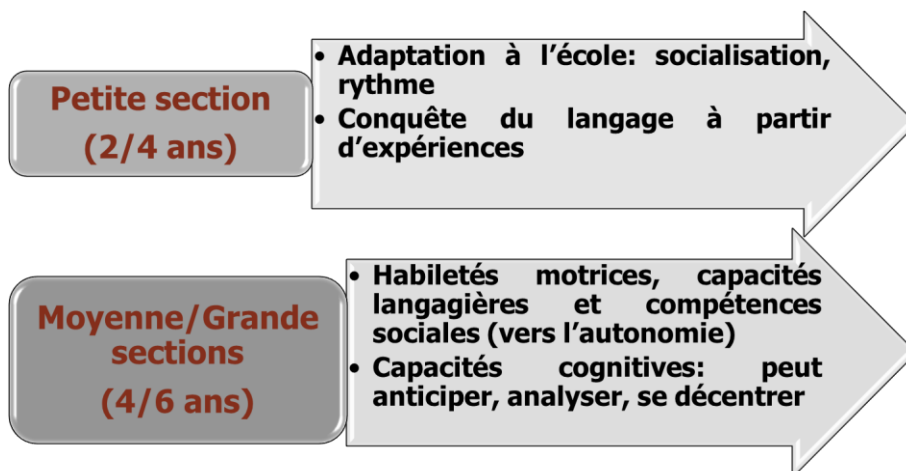 Petite section
(2/4 ans)
• Adaptation à l’école: socialisation,
rythme
• Conquête du langage à partir
d’expériences
Moyenne/Grande
sections
(4/6 ans)
• Habiletés motrices, capacités
langagières et compétences
sociales (vers l’autonomie)
• Capacités cognitives: peut
anticiper, analyser, se décentrer